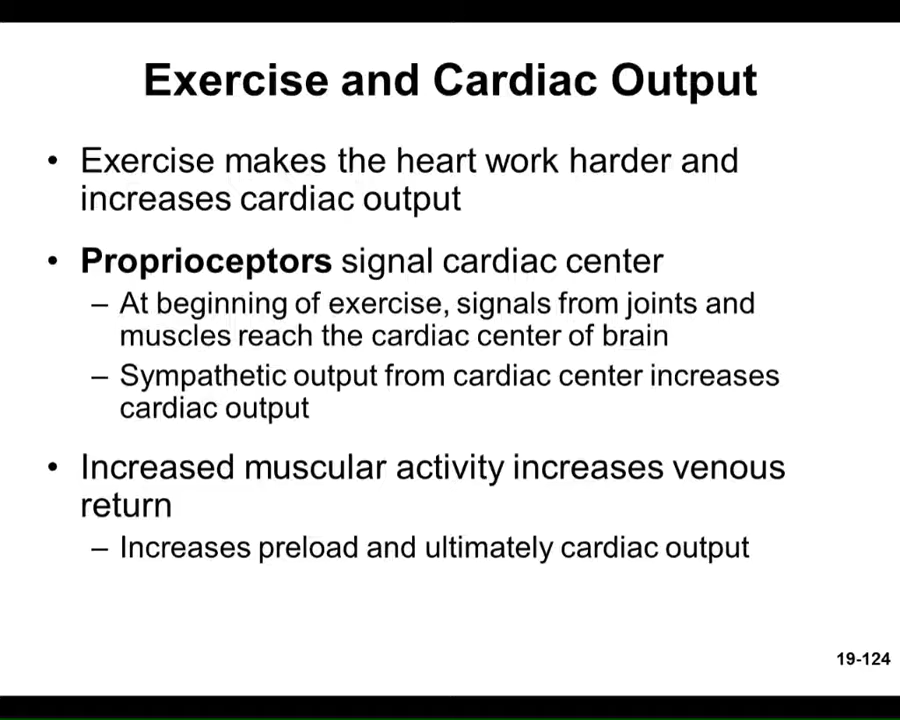 Exercise and Cardiac Output
• Exercise makes the heart work harder and
increases cardiac output
• Proprioceptors signal cardiac center
– At beginning of exercise, signals from joints and
muscles reach the cardiac center of brain
– Sympathetic output from cardiac center increases
cardiac output
• Increased muscular activity increases venous
return
– Increases preload and ultimately cardiac output
19-124